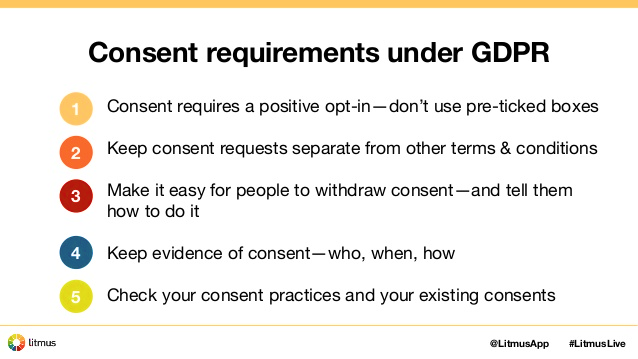 Consent requirements under GDPR
1 Consent requires a positive opt-in—don’t use pre-ticked boxes
2 Keep consent requests separate from other terms & conditions
3 Make it easy for people to withdraw consent—and tell them
how to do it
4 Keep evidence of consent—who, when, how
5 Check your consent practices and your existing consents
litmus @LitmusApp #LitmusLive